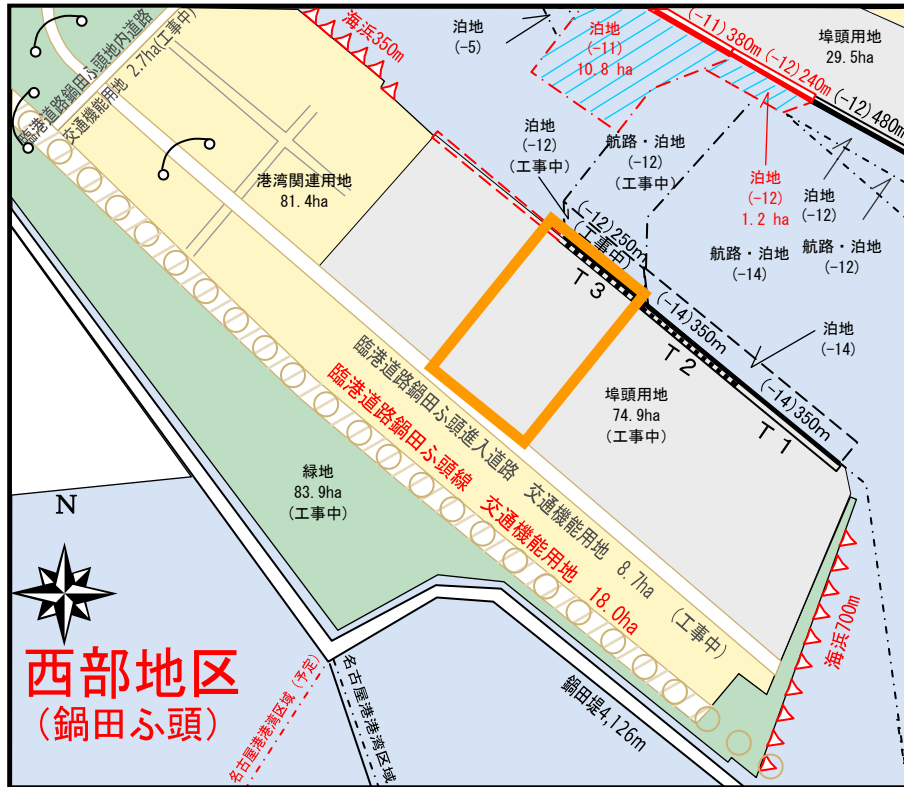 臨港道路鍋田ふ頭地内道路
交通機能用地 2.7ha(工事中)
海浜350m
泊地
(-5)
泊地
(-11)
10.8 ha
(-11)380m
(-12)240m
(-12)480m
埠頭用地
29.5ha
泊地
(-12)
(工事中)
航路・泊地
(-12)
(工事中)
泊地
(-12)
1.2 ha
泊地
(-12)
航路・泊地
(-14)
航路・泊地
(-12)
港湾関連用地
81.4ha
(-12)250m
(工事中)
T3
(-14)350m
T2
泊地
(-14)
(-14)350m
T1
埠頭用地
74.9ha
(工事中)
臨港道路鍋田ふ頭進入道路 交通機能用地 8.7ha (工事中)
臨港道路鍋田ふ頭線 交通機能用地 18.0ha
緑地
83.9ha
(工事中)
海浜700m
N
西部地区
(鍋田ふ頭)
名古屋港港湾区域(予定)
名古屋港港湾区域
鍋田堤4,126m